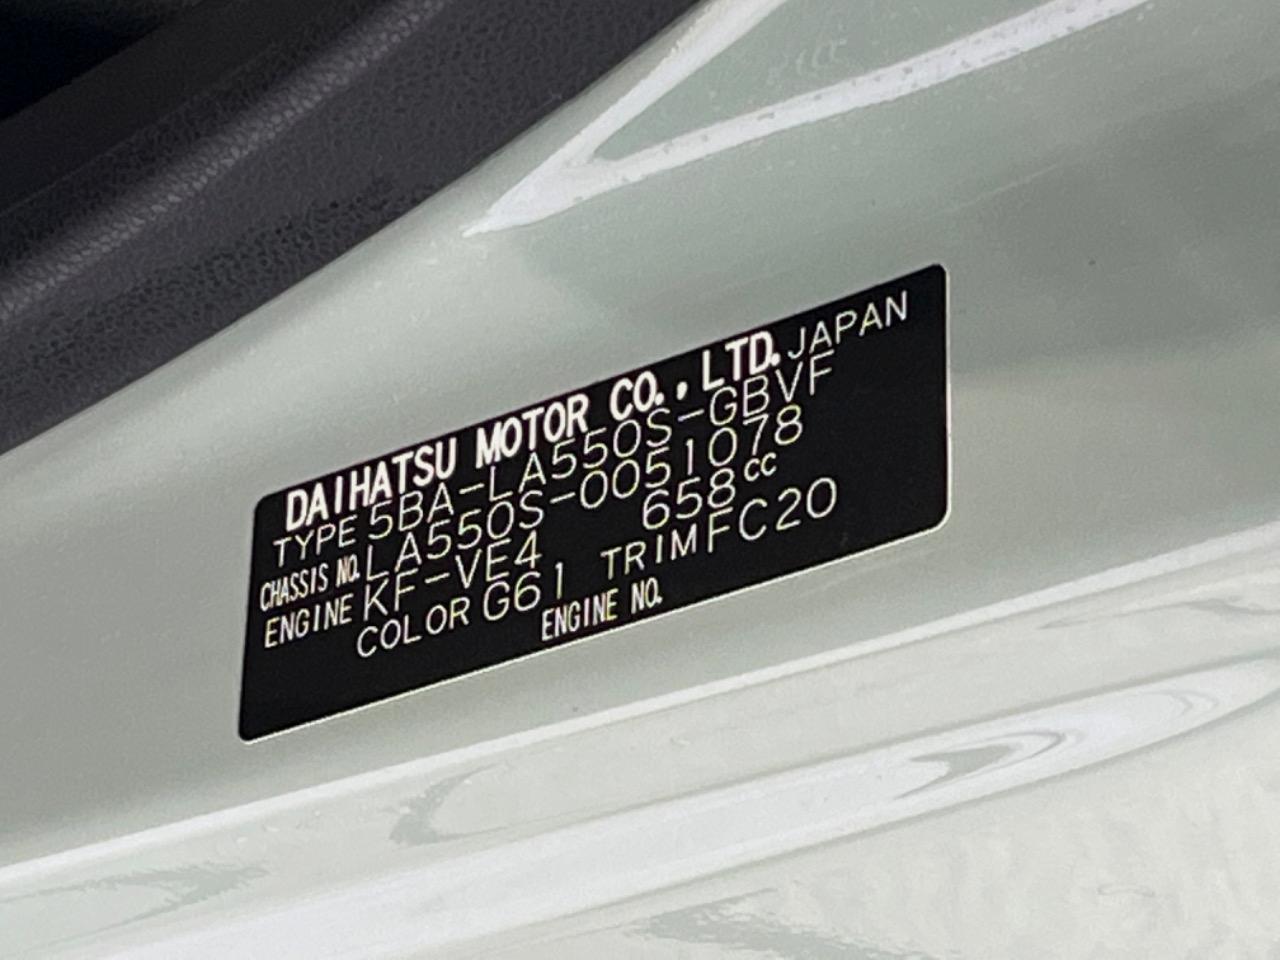 DAIHATSU MOTOR CO., LTD. JAPAN
TYPE 5BA-LA550S-GBVF
CHASSIS NO. LA550S-0051078
ENGINE KF-VE4 658cc
COLOR G61 TRIM FC20
ENGINE NO.